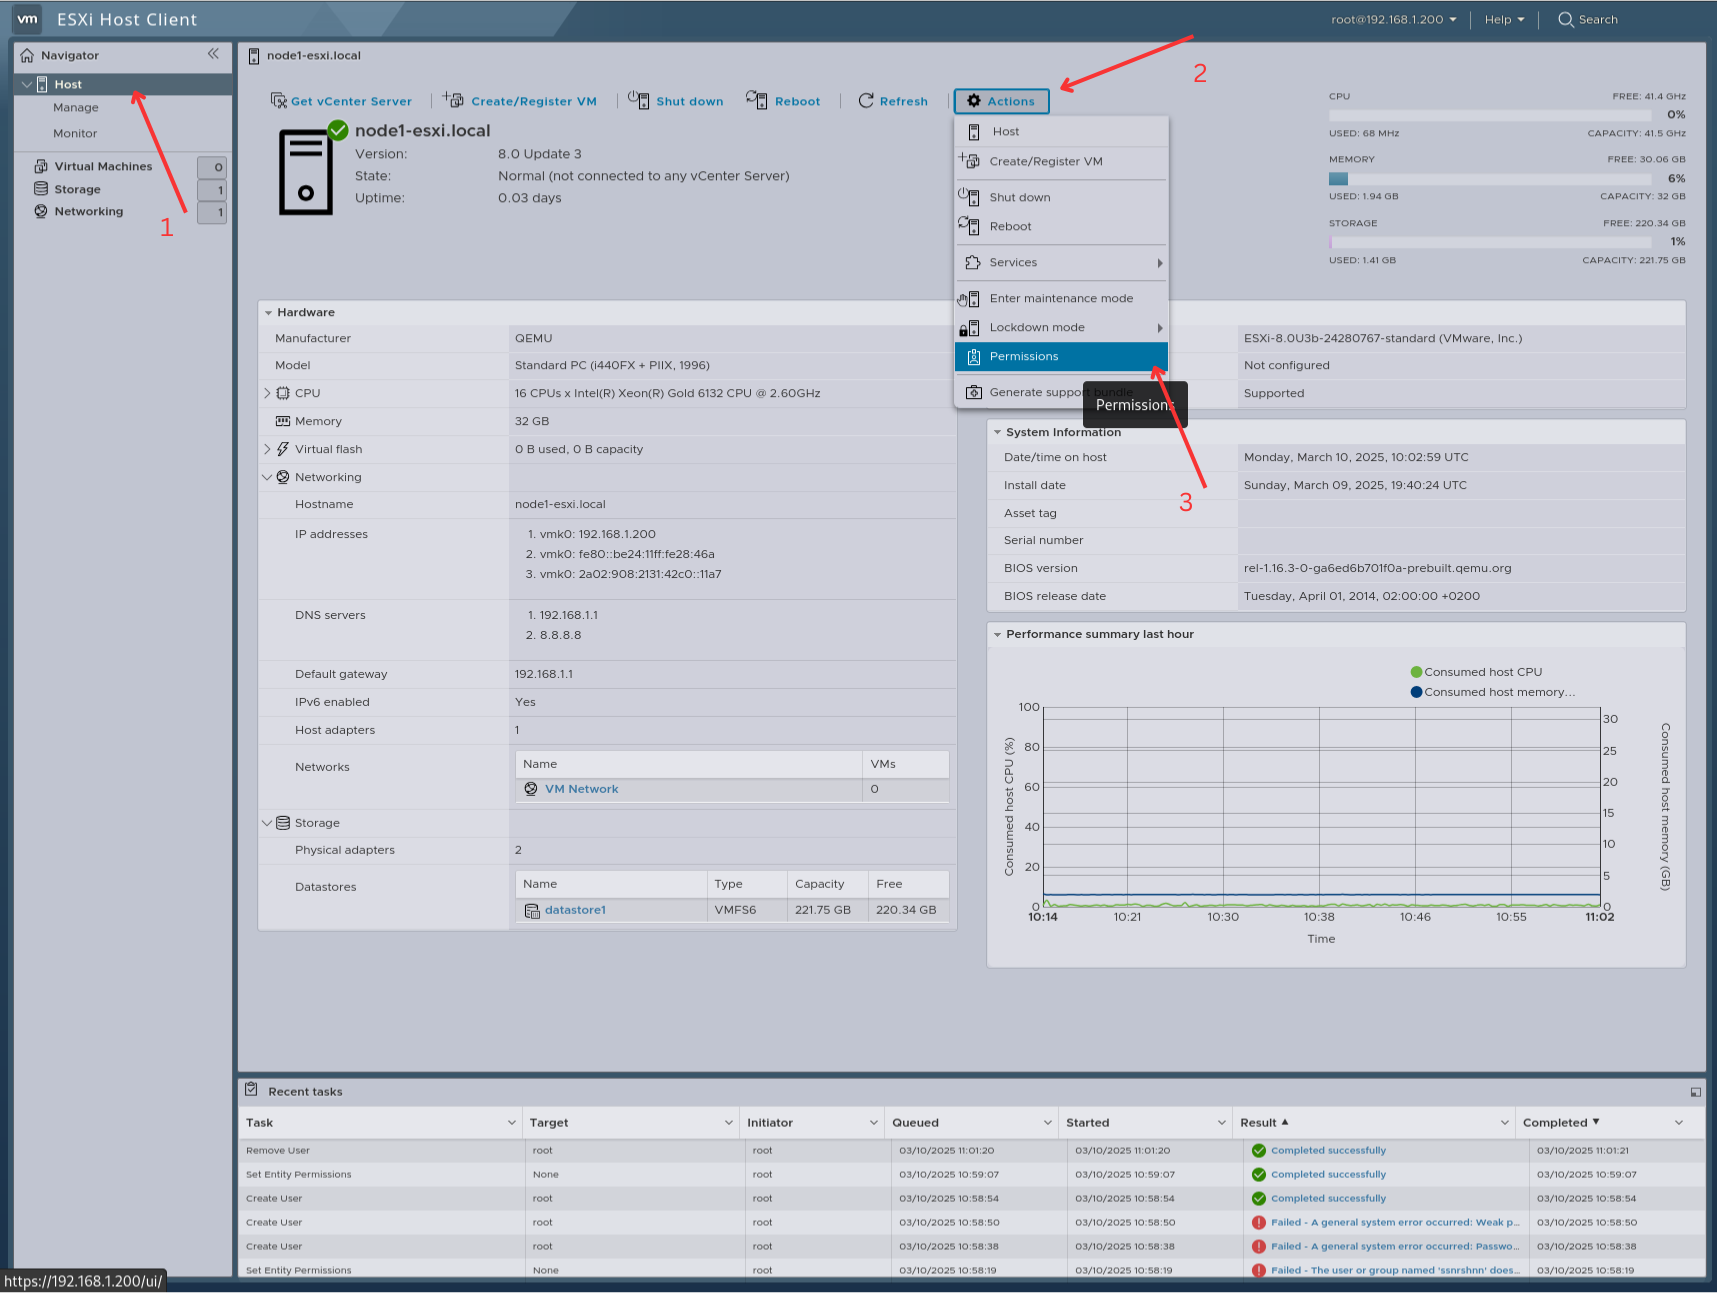 vm ESXi Host Client
root@192.168.1.200 Help Search
Navigator
Host
Manage
Monitor
Virtual Machines 0
Storage 1
Networking 1
1
node1-esxi.local
2
Get vCenter Server Create/Register VM Shut down Reboot Refresh Actions
node1-esxi.local
Version: 8.0 Update 3
State: Normal (not connected to any vCenter Server)
Uptime: 0.03 days
Host
Create/Register VM
Shut down
Reboot
Services
Enter maintenance mode
Lockdown mode
Permissions
Generate support bundle
Permissions
3
CPU FREE: 41.4 GHz
0%
USED: 68 MHz CAPACITY: 41.5 GHz
MEMORY FREE: 30.06 GB
6%
USED: 1.94 GB CAPACITY: 32 GB
STORAGE FREE: 220.34 GB
1%
USED: 1.41 GB CAPACITY: 221.75 GB
Hardware
Manufacturer QEMU
Model Standard PC (i440FX + PIIX, 1996)
CPU 16 CPUs x Intel(R) Xeon(R) Gold 6132 CPU @ 2.60GHz
Memory 32 GB
Virtual flash 0 B used, 0 B capacity
Networking
Hostname node1-esxi.local
IP addresses 1. vmk0: 192.168.1.200
2. vmk0: fe80::be24:11ff:fe28:46a
3. vmk0: 2a02:908:2131:42c0::11a7
DNS servers 1. 192.168.1.1
2. 8.8.8.8
Default gateway 192.168.1.1
IPv6 enabled Yes
Host adapters 1
Networks Name VMs
VM Network 0
Storage
Physical adapters 2
Datastores Name Type Capacity Free
datastore1 VMFS6 221.75 GB 220.34 GB
ESXi-8.0U3b-24280767-standard (VMware, Inc.)
Not configured
Supported
System Information
Date/time on host Monday, March 10, 2025, 10:02:59 UTC
Install date Sunday, March 09, 2025, 19:40:24 UTC
Asset tag
Serial number
BIOS version rel-1.16.3-0-ga6ed6b701f0a-prebuilt.qemu.org
BIOS release date Tuesday, April 01, 2014, 02:00:00 +0200
Performance summary last hour
Consumed host CPU
Consumed host memory...
Consumed host CPU (%)
100
80
60
40
20
0
30
25
20
15
10
5
0
Consumed host memory (GB)
10:14 10:21 10:30 10:38 10:46 10:55 11:02
Time
Recent tasks
Task Target Initiator Queued Started Result Completed
Remove User root root 03/10/2025 11:01:20 03/10/2025 11:01:20 Completed successfully 03/10/2025 11:01:21
Set Entity Permissions None root 03/10/2025 10:59:07 03/10/2025 10:59:07 Completed successfully 03/10/2025 10:59:07
Create User root root 03/10/2025 10:58:54 03/10/2025 10:58:54 Completed successfully 03/10/2025 10:58:54
Create User root root 03/10/2025 10:58:50 03/10/2025 10:58:50 Failed - A general system error occurred: Weak p... 03/10/2025 10:58:50
Create User root root 03/10/2025 10:58:38 03/10/2025 10:58:38 Failed - A general system error occurred: Passwo... 03/10/2025 10:58:38
Set Entity Permissions None root 03/10/2025 10:58:19 03/10/2025 10:58:19 Failed - The user or group named 'ssnrshnn' does... 03/10/2025 10:58:19
https://192.168.1.200/ui/